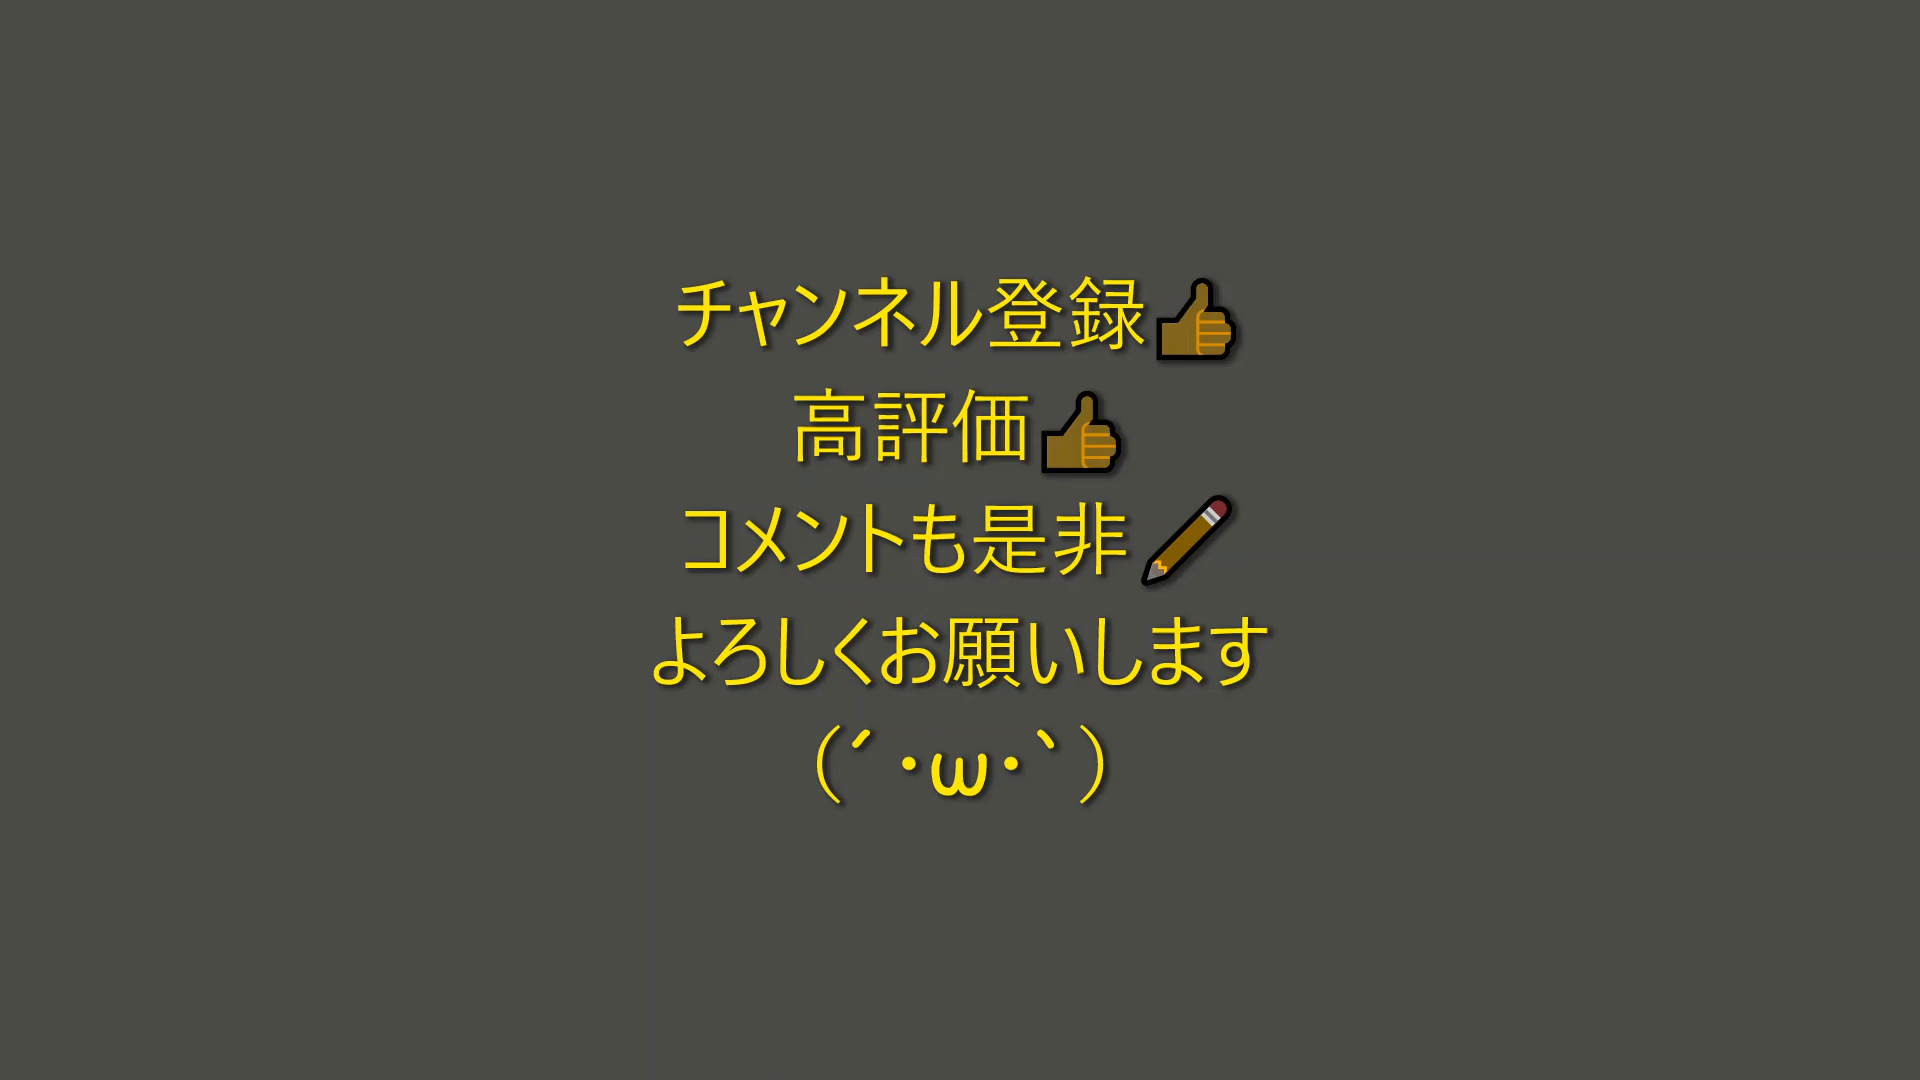 チャンネル登録👍
高評価👍
コメントも是非✏
よろしくお願いします
(´・ω・`)